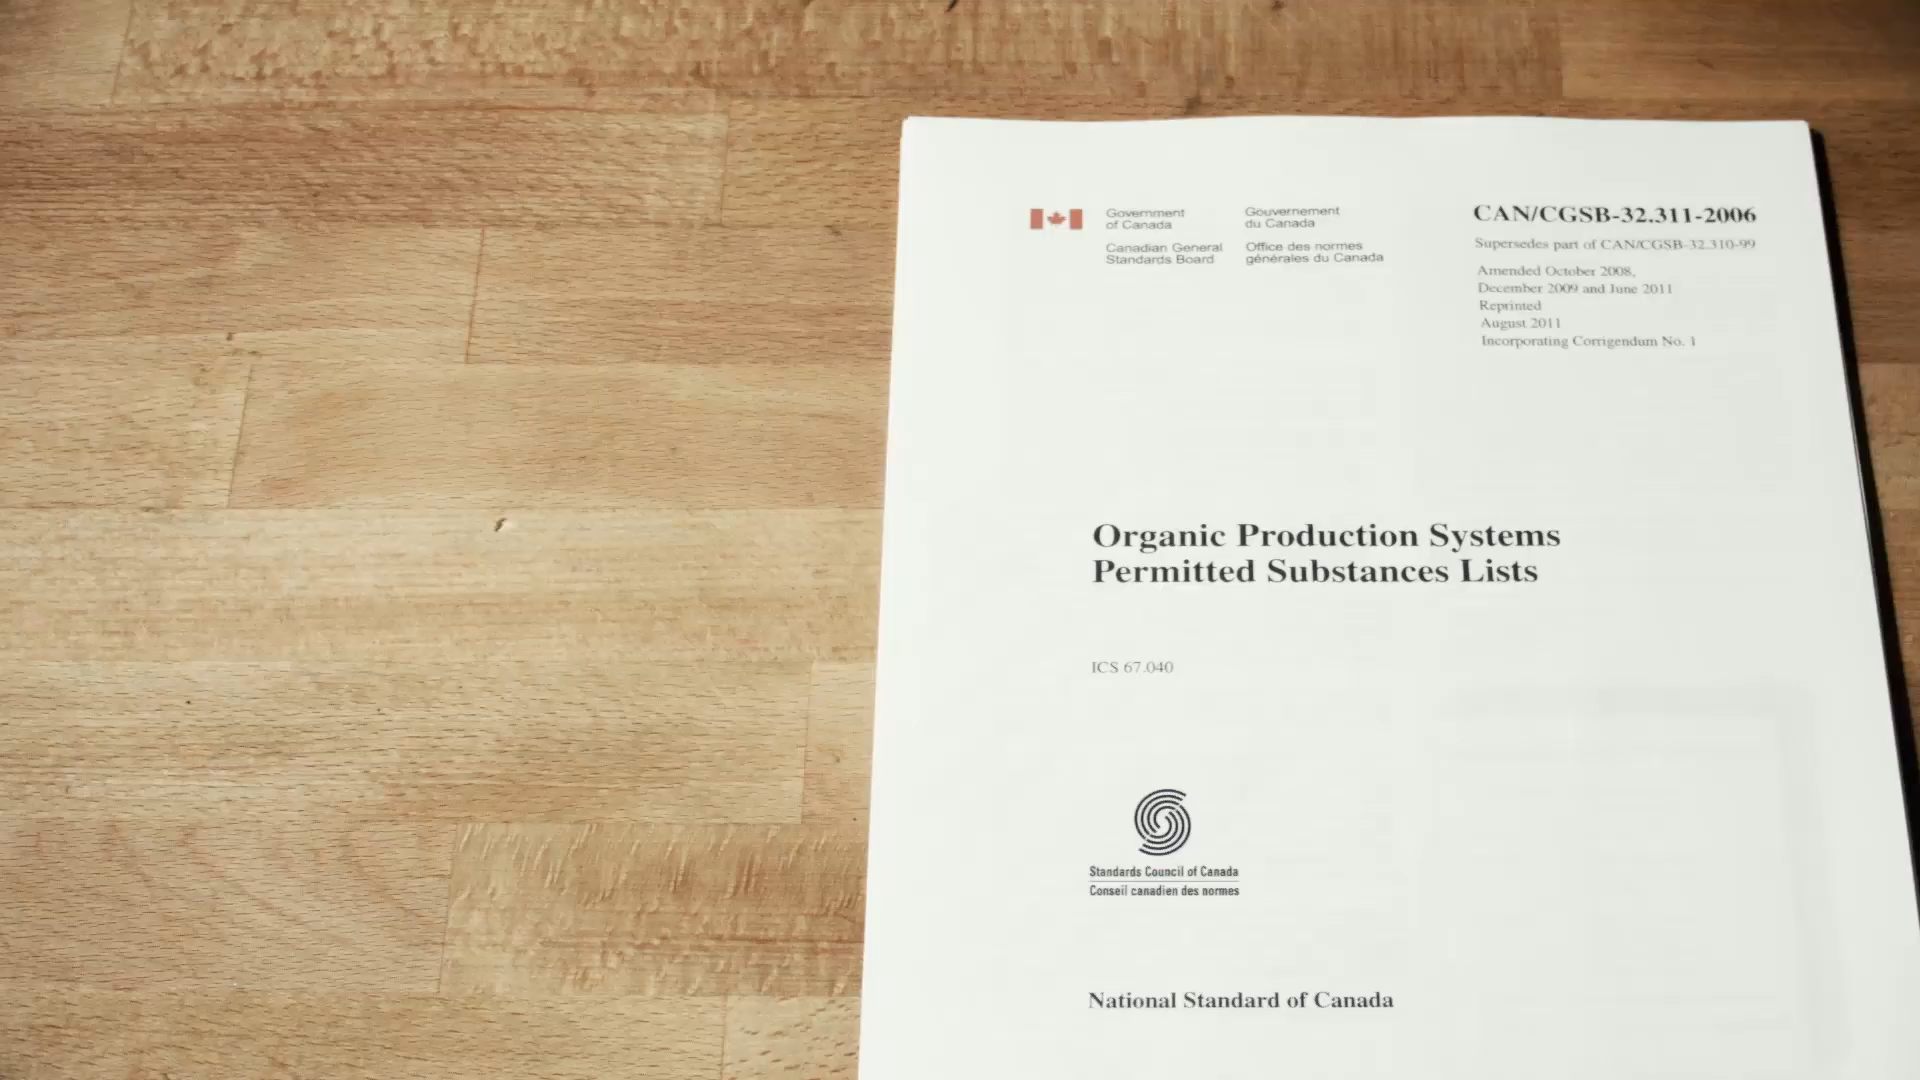 Government
of Canada
Canadian General
Standards Board
Gouvernement
du Canada
Office des normes
générales du Canada
CAN/CGSB-32.311-2006
Supersedes part of CAN/CGSB-32.310-99
Amended October 2008,
December 2009 and June 2011
Reprinted
August 2011
Incorporating Corrigendum No. 1
Organic Production Systems
Permitted Substances Lists
ICS 67.040
Standards Council of Canada
Conseil canadien des normes
National Standard of Canada